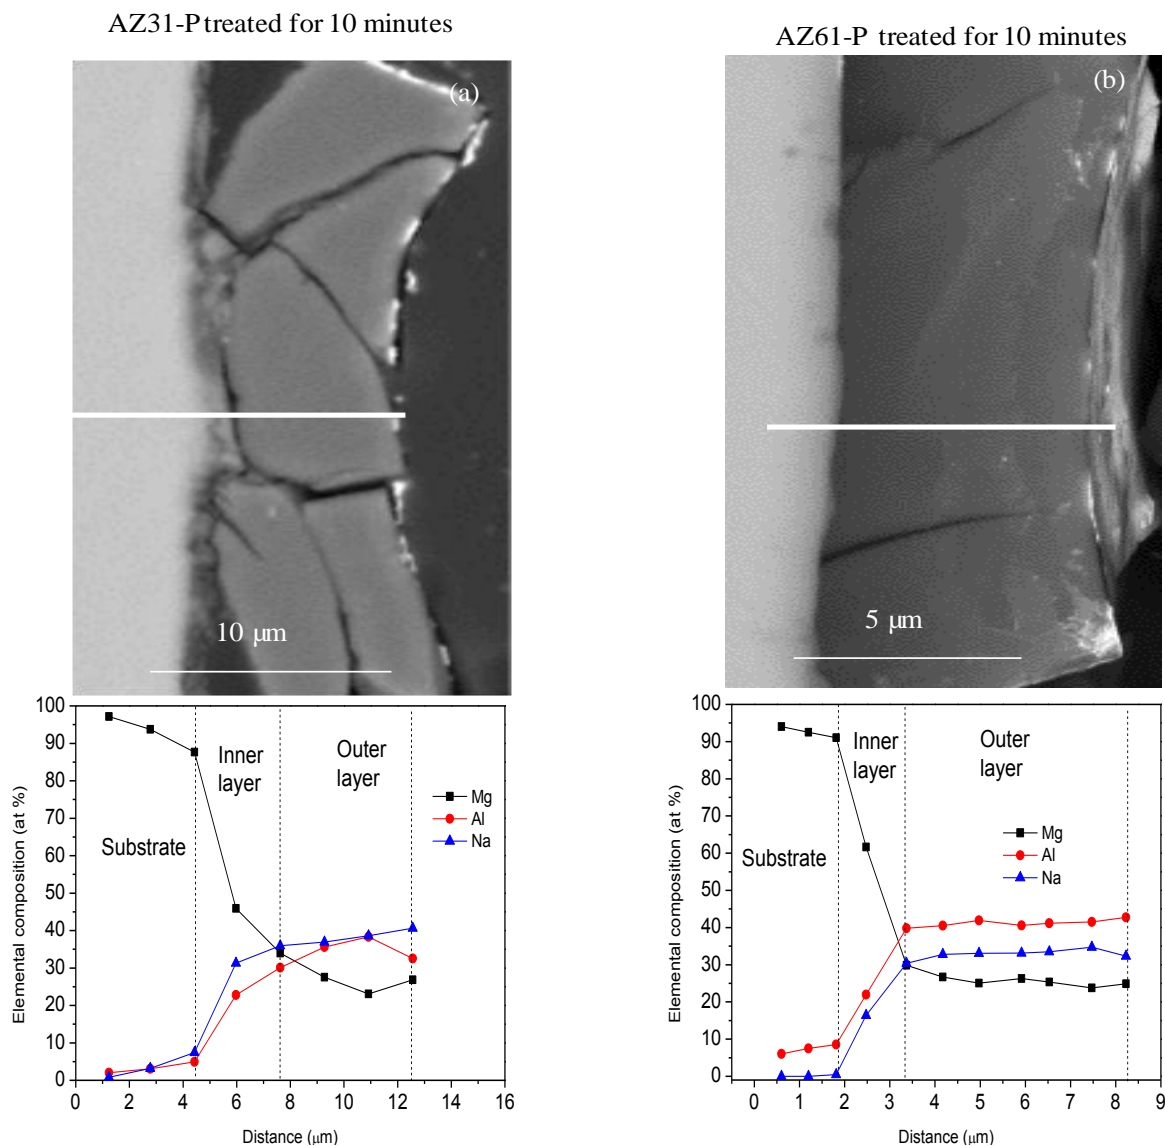 AZ31-P treated for 10 minutes
(a)
10 µm
100
90
80
70
60
50
40
30
20
10
0
Elemental composition (at %)
Substrate
Inner
layer
Outer
layer
Mg
Al
Na
0 2 4 6 8 10 12 14 16
Distance (µm)
AZ61-P treated for 10 minutes
(b)
5 µm
100
90
80
70
60
50
40
30
20
10
0
Elemental composition (at %)
Substrate
Inner
layer
Outer
layer
Mg
Al
Na
0 1 2 3 4 5 6 7 8 9
Distance (µm)